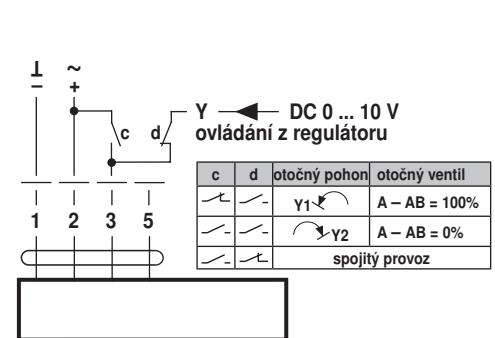 ⊥ ~
– +
Y DC 0 ... 10 V
c d
ovládání z regulátoru
c d otočný pohon otočný ventil
Y1 A – AB = 100%
Y2 A – AB = 0%
spojitý provoz
1 2 3 5